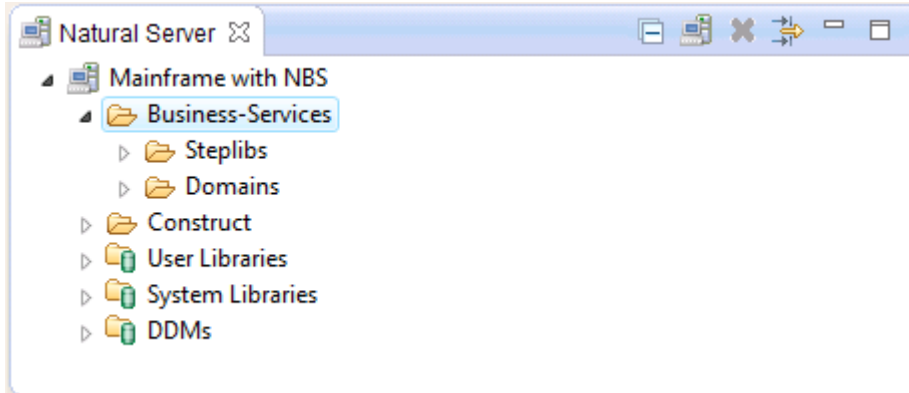 Natural Server
Mainframe with NBS
Business-Services
Steplibs
Domains
Construct
User Libraries
System Libraries
DDMs